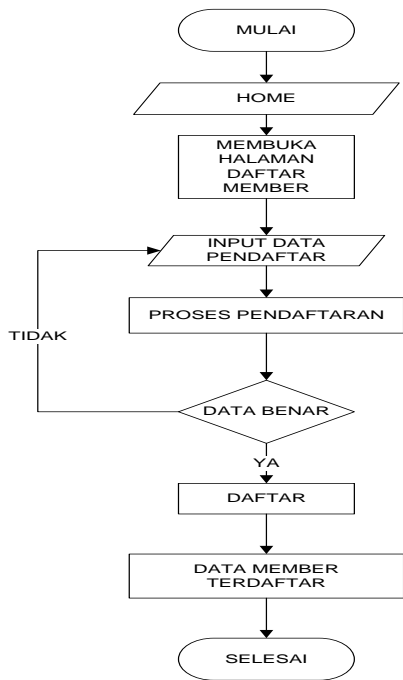 MULAI
HOME
MEMBUKA
HALAMAN
DAFTAR
MEMBER
INPUT DATA
PENDAFTAR
PROSES PENDAFTARAN
TIDAK
DATA BENAR
YA
DAFTAR
DATA MEMBER
TERDAFTAR
SELESAI